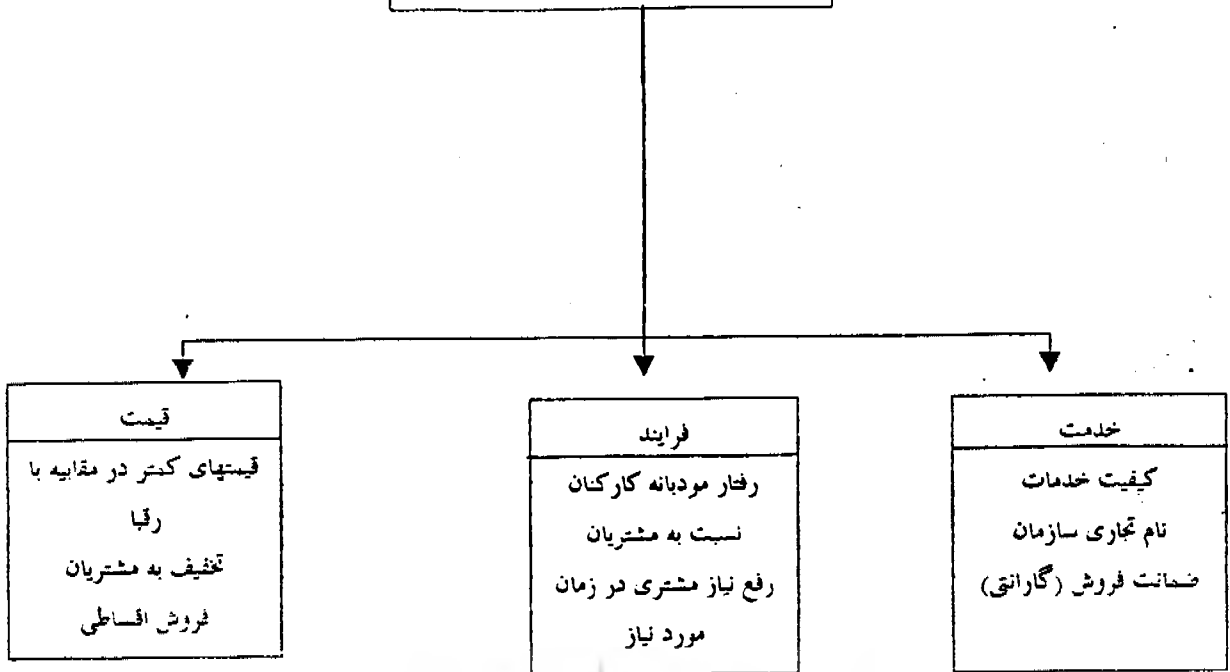 خدمت
کیفیت خدمات
نام تجاری سازمان
ضمانت فروش (گارانتی)
فرایند
رفتار مودبانه کارکنان
نسبت به مشتریان
رفع نیاز مشتری در زمان
مورد نیاز
قیمت
قیمتهای کمتر در مقابیه با
رقبا
تخفیف به مشتریان
فروش اقساطی